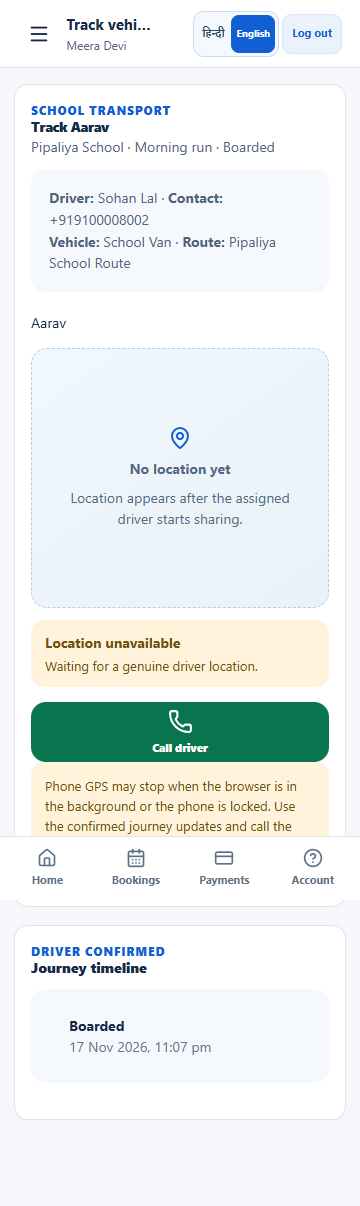 Track vehi...
Meera Devi
हिन्दी
English
Log out
SCHOOL TRANSPORT
Track Aarav
Pipaliya School · Morning run · Boarded
Driver: Sohan Lal · Contact:
+919100008002
Vehicle: School Van · Route: Pipaliya
School Route
Aarav
No location yet
Location appears after the assigned
driver starts sharing.
Location unavailable
Waiting for a genuine driver location.
Call driver
Phone GPS may stop when the browser is in
the background or the phone is locked. Use
the confirmed journey updates and call the
Home
Bookings
Payments
Account
DRIVER CONFIRMED
Journey timeline
Boarded
17 Nov 2026, 11:07 pm